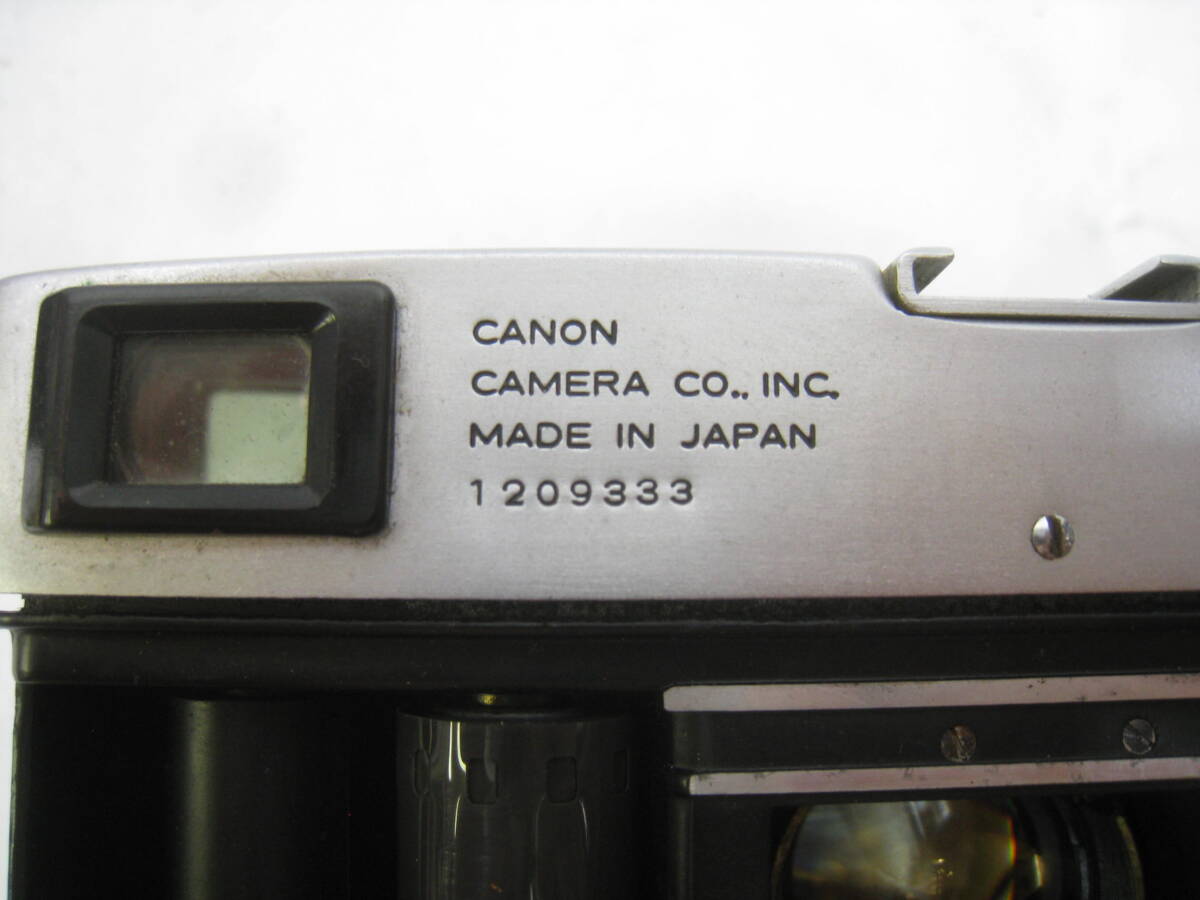 CANON
CAMERA CO., INC.
MADE IN JAPAN
1209333